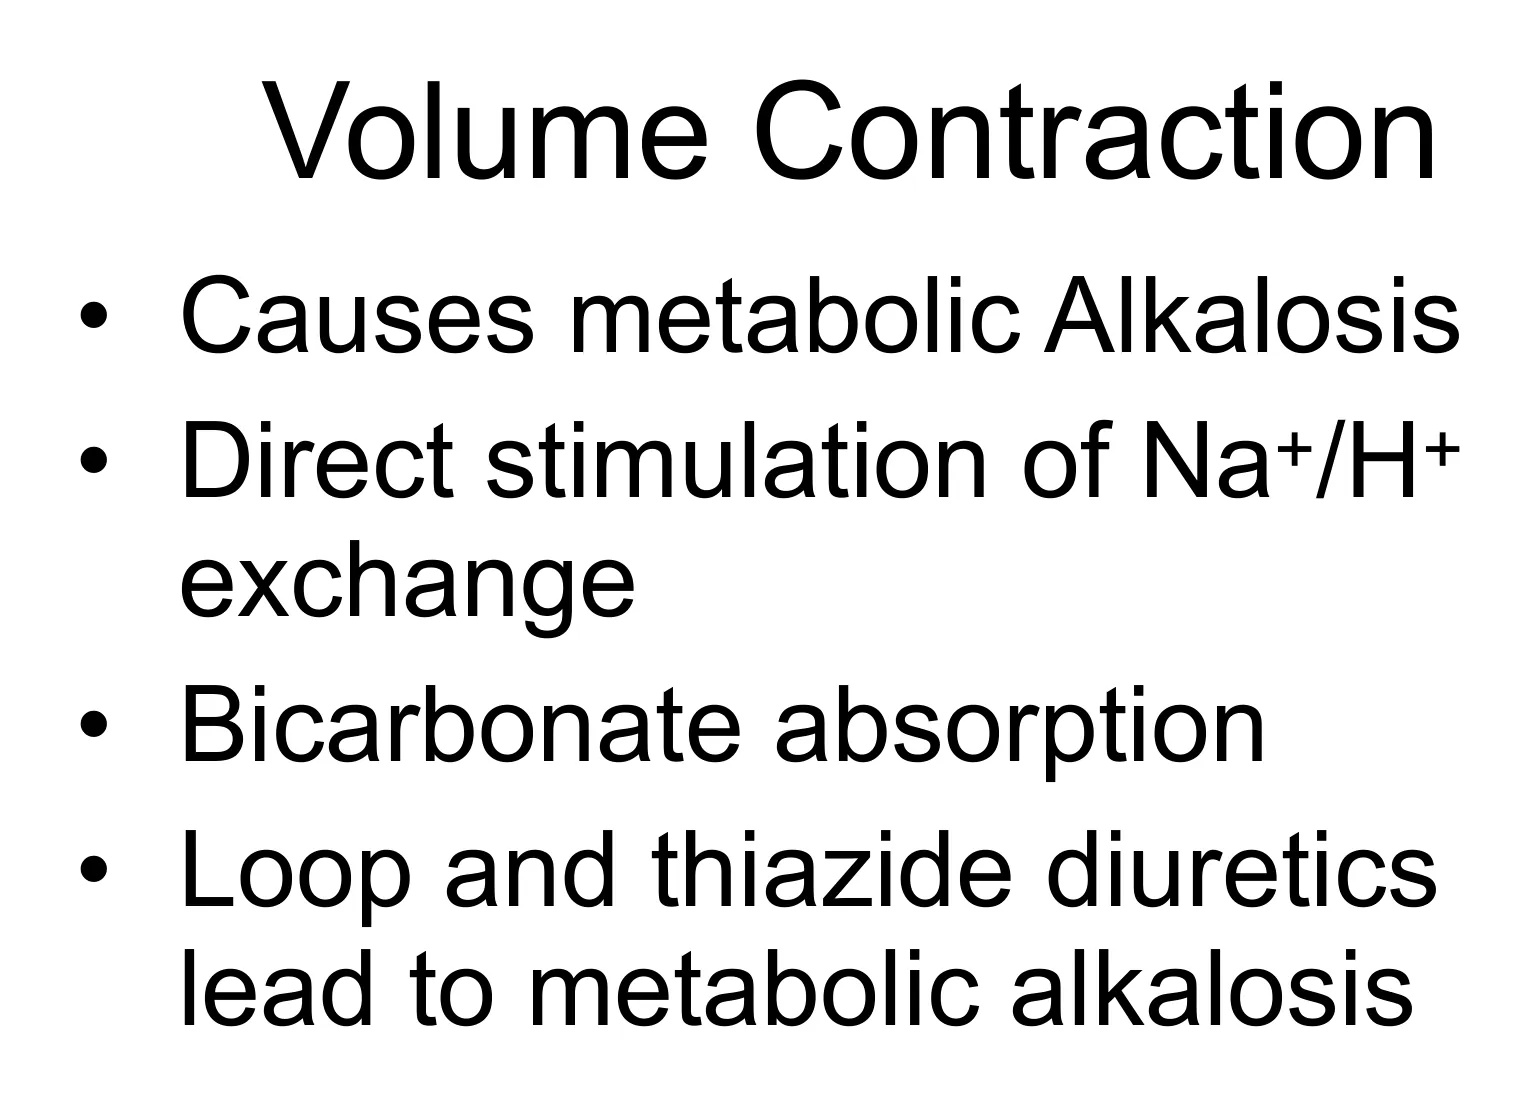 Volume Contraction
• Causes metabolic Alkalosis
• Direct stimulation of Na⁺/H⁺
exchange
• Bicarbonate absorption
• Loop and thiazide diuretics
lead to metabolic alkalosis